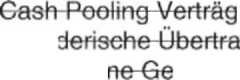 Cash Pooling Verträg
derische Übertra
ne Ge